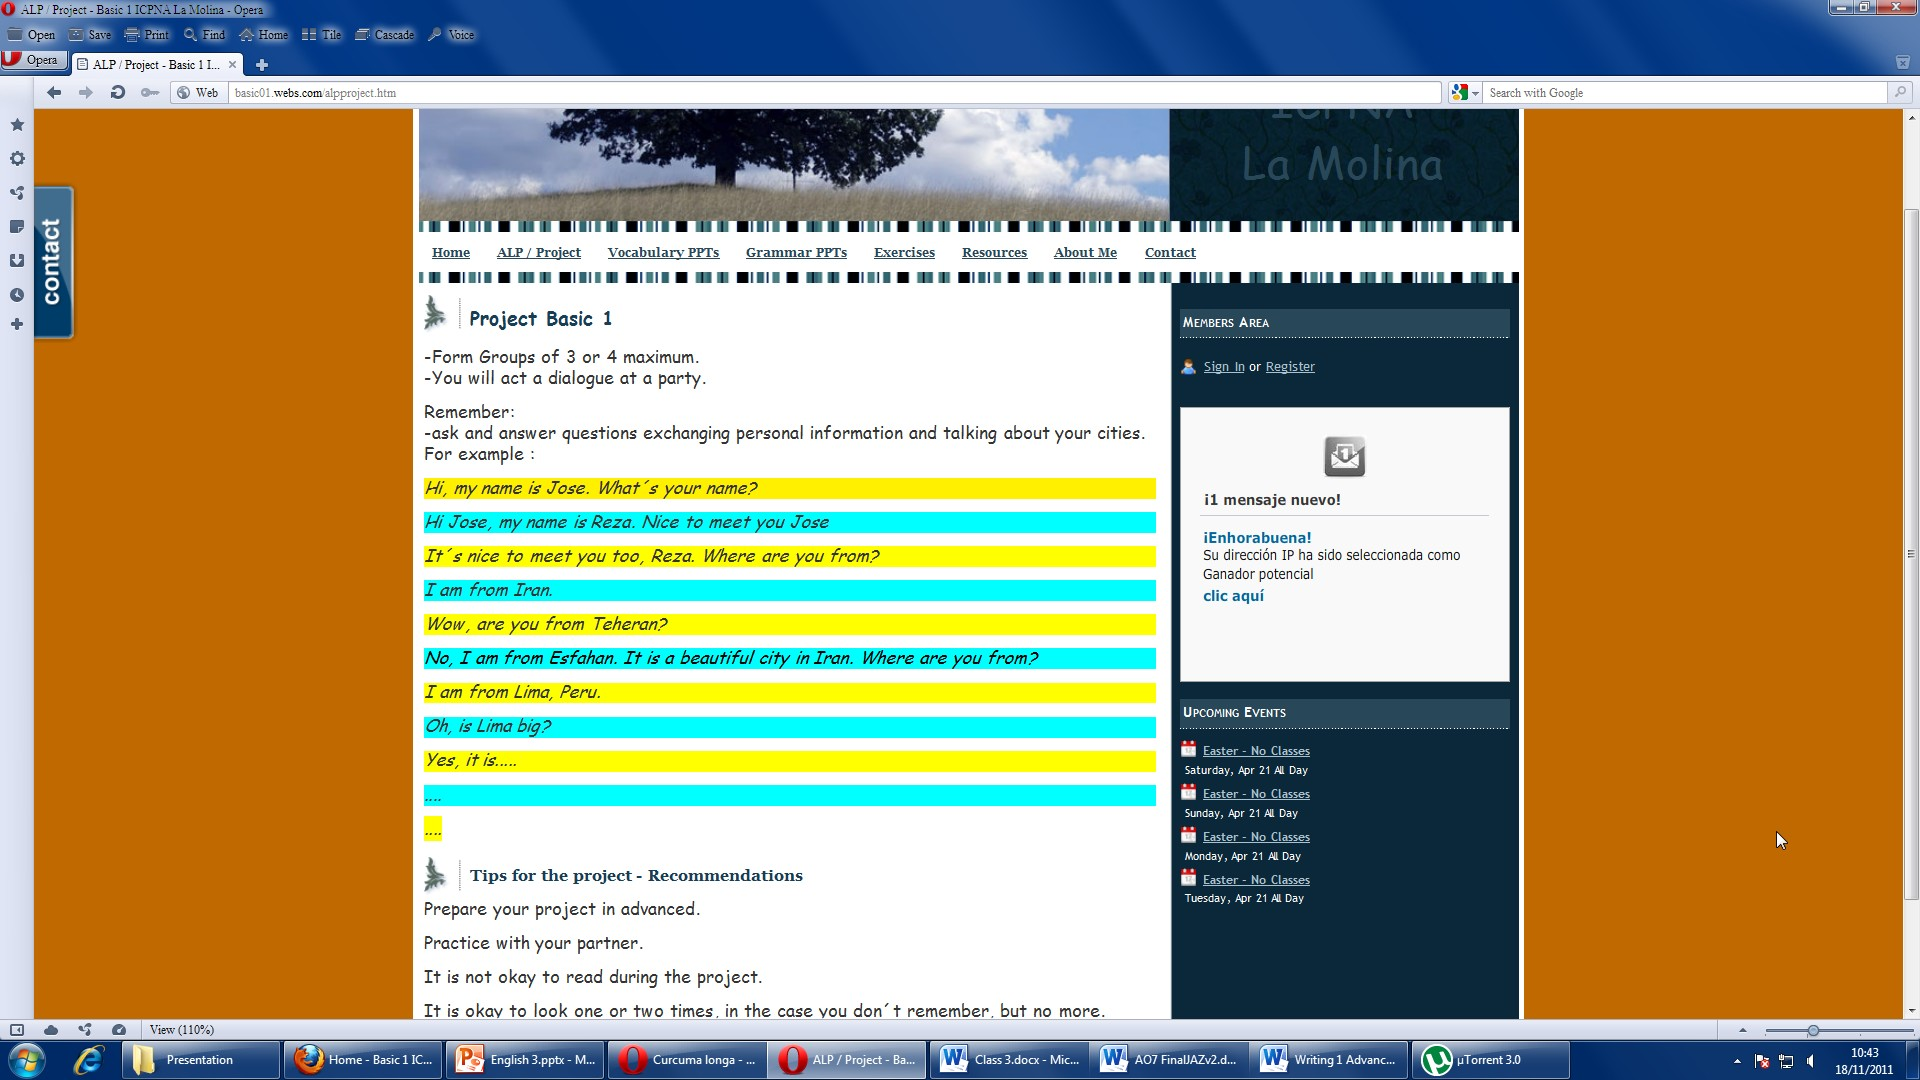 ALP / Project - Basic 1 ICPNA La Molina - Opera
Open Save Print Find Home Tile Cascade Voice
Opera ALP / Project - Basic 1 I...
Web basic01.webs.com/alpproject.htm Search with Google
ICPNA
La Molina
contact
Home ALP / Project Vocabulary PPTs Grammar PPTs Exercises Resources About Me Contact
Project Basic 1
-Form Groups of 3 or 4 maximum.
-You will act a dialogue at a party.
Remember:
-ask and answer questions exchanging personal information and talking about your cities.
For example :
Hi, my name is Jose. What´s your name?
Hi Jose, my name is Reza. Nice to meet you Jose
It´s nice to meet you too, Reza. Where are you from?
I am from Iran.
Wow, are you from Teheran?
No, I am from Esfahan. It is a beautiful city in Iran. Where are you from?
I am from Lima, Peru.
Oh, is Lima big?
Yes, it is.....
....
....
Tips for the project - Recommendations
Prepare your project in advanced.
Practice with your partner.
It is not okay to read during the project.
It is okay to look one or two times, in the case you don´t remember, but no more.
Members Area
Sign In or Register
1
¡1 mensaje nuevo!
¡Enhorabuena!
Su dirección IP ha sido seleccionada como
Ganador potencial
clic aquí
Upcoming Events
Easter - No Classes
Saturday, Apr 21 All Day
Easter - No Classes
Sunday, Apr 21 All Day
Easter - No Classes
Monday, Apr 21 All Day
Easter - No Classes
Tuesday, Apr 21 All Day
View (110%)
Presentation Home - Basic 1 IC... English 3.pptx - M... Curcuma longa - ... ALP / Project - Ba... Class 3.docx - Mic... AO7 FinalJAZv2.d... Writing 1 Advanc... µTorrent 3.0
10:43
18/11/2011